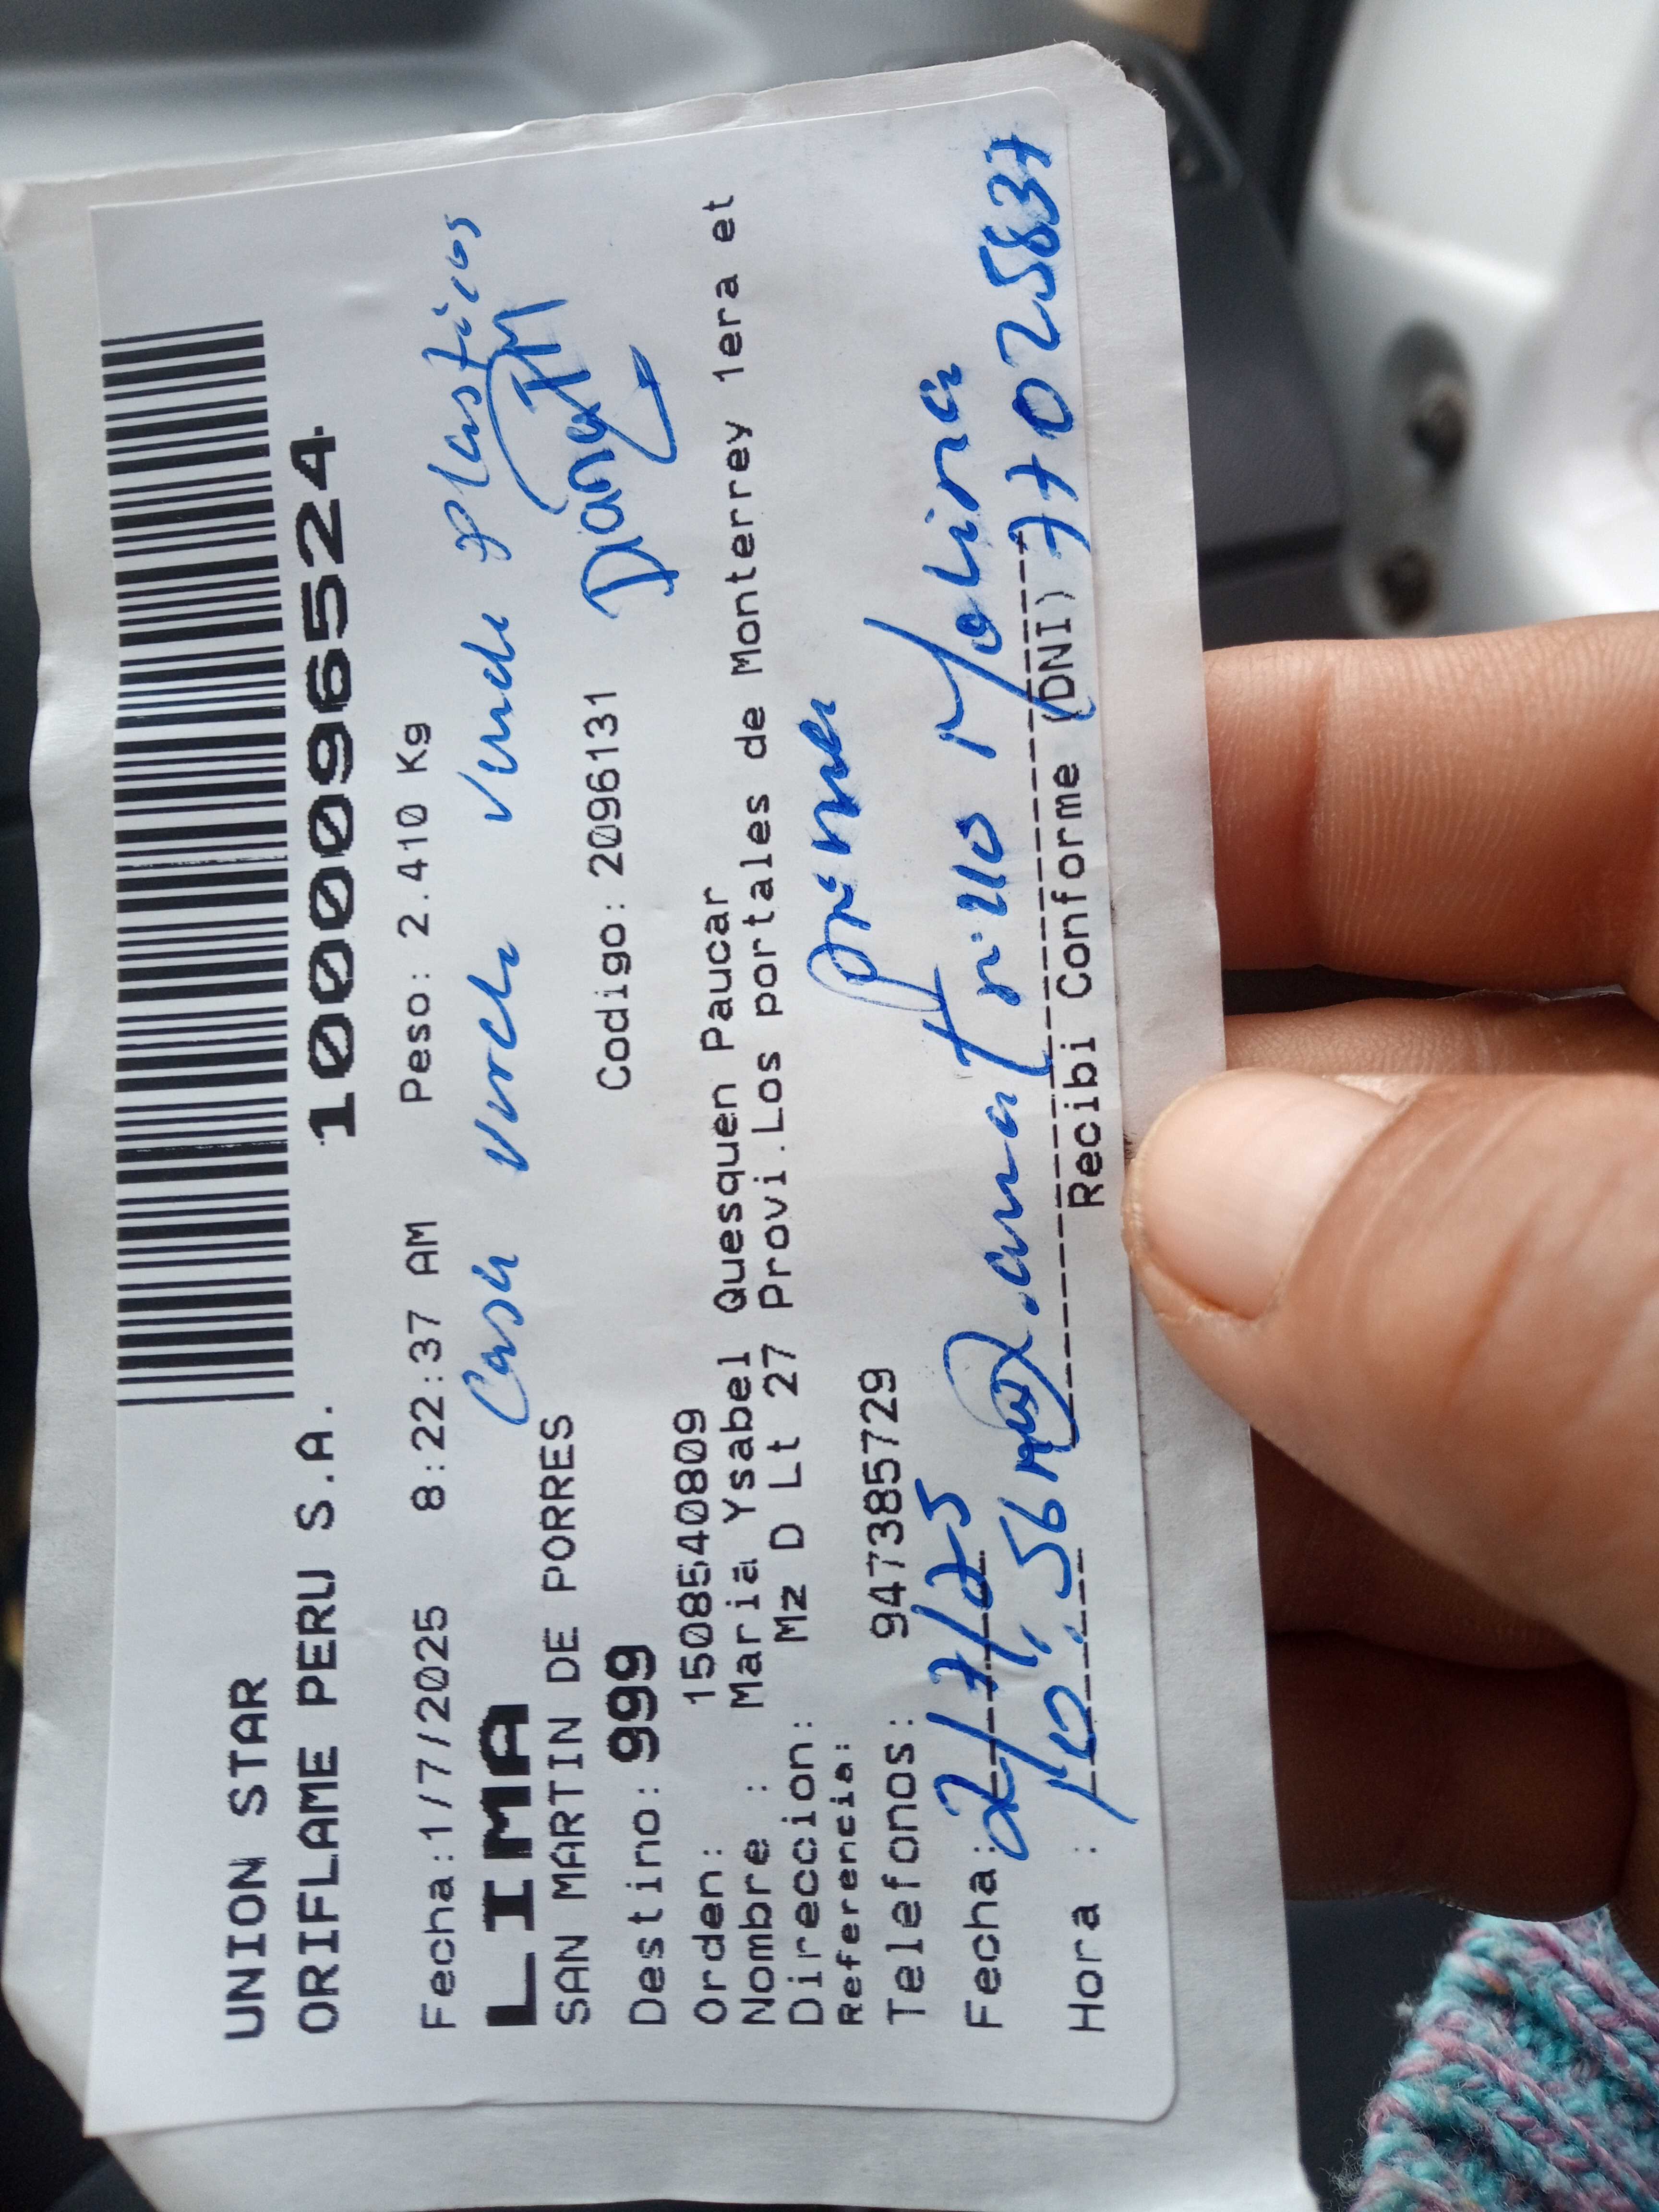 UNION STAR
ORIFLAME PERU S.A.
1000096524
Fecha:1/7/2025 8:22:37 AM Peso: 2.410 Kg
LIMA
Casa verde verde plasticos
SAN MARTIN DE PORRES
Destino: 999 Codigo: 2096131
Orden: 1508540809
Nombre : Maria Ysabel Quesquen Paucar
Direccion: Mz D Lt 27 Provi.Los portales de Monterrey 1era et
Referencia:
prima
Telefonos: 947385729
Fecha: 2/7/25
Trillo Molina
Hora : 12:56
Recibi Conforme (DNI) 77025837